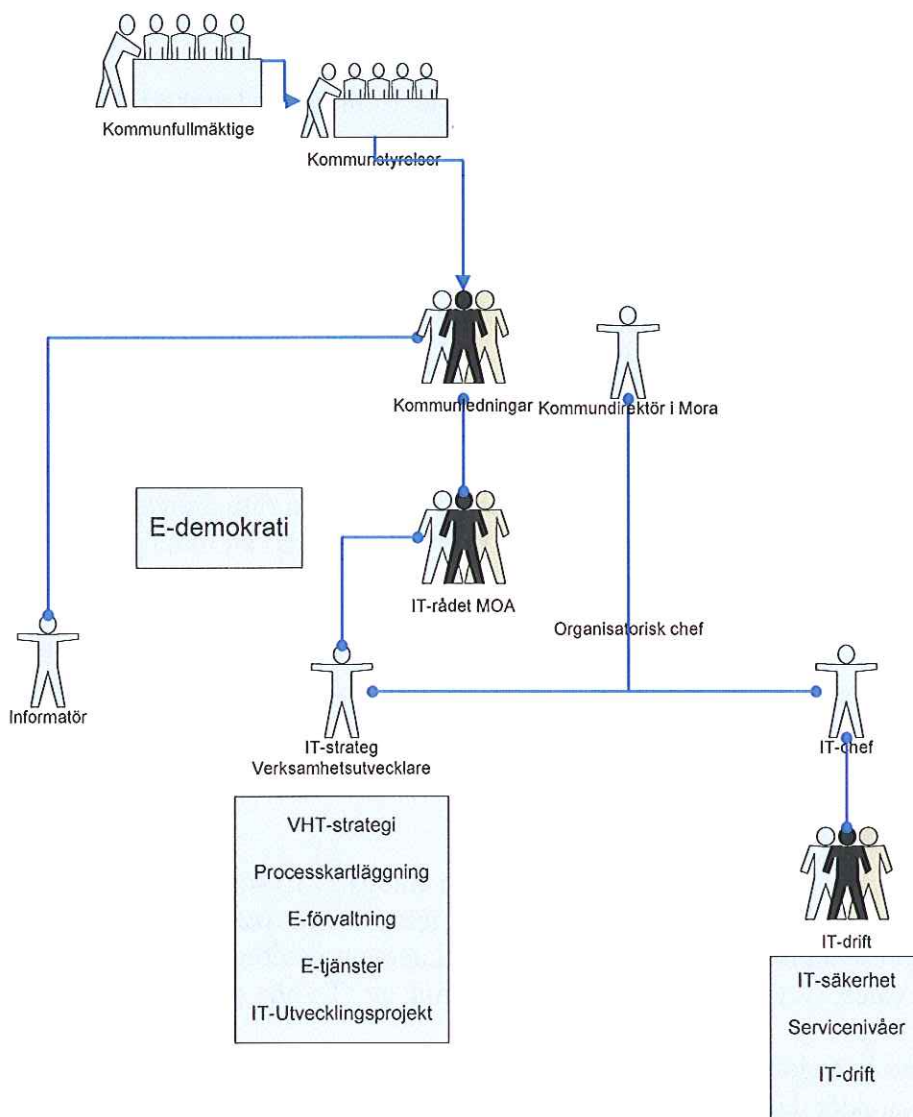 Kommunfullmäktige
Kommunstyrelser
Kommunledningar
Kommundirektör i Mora
E-demokrati
IT-rådet MOA
Organisatorisk chef
Informatör
IT-strateg
Verksamhetsutvecklare
IT-chef
VHT-strategi
Processkartläggning
E-förvaltning
E-tjänster
IT-Utvecklingsprojekt
IT-drift
IT-säkerhet
Servicenivåer
IT-drift